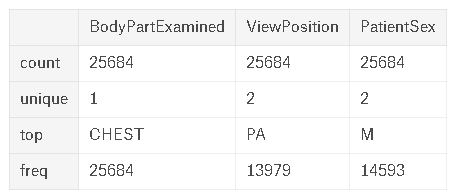 BodyPartExamined ViewPosition PatientSex
count 25684 25684 25684
unique 1 2 2
top CHEST PA M
freq 25684 13979 14593